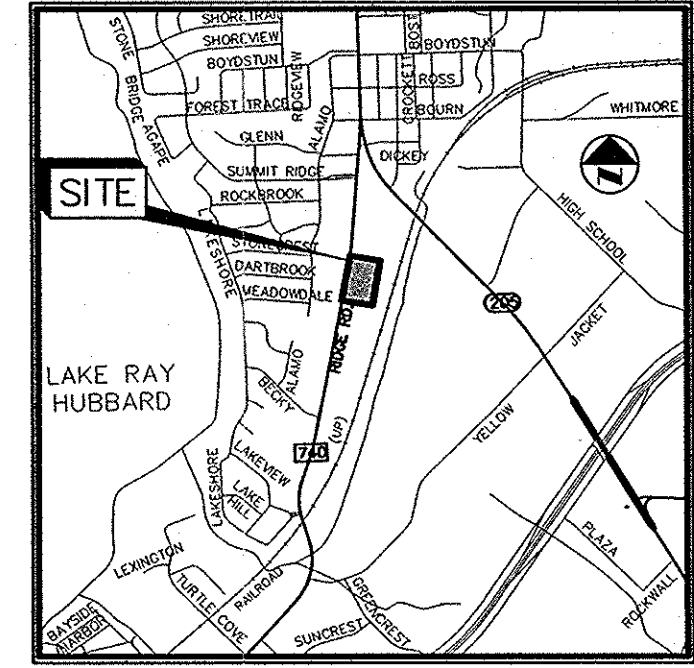 SHORE TRAIL
SHOREVIEW
BOYDSTUN
STONE
BRIDGE
AGAPE
FOREST TRACE
RIDGEVIEW
ALAMO
GLENN
SUMMIT RIDGE
ROCKBROOK
SITE
LAKESHORE
STONECREST
DARTBROOK
MEADOWDALE
BOYDSTUN
CROCKETT
ROSS
BOURN
WHITMORE
DICKEY
N
HIGH SCHOOL
205
JACKET
YELLOW
RIDGE RD.
LAKE RAY
HUBBARD
ALAMO
BECKY
(UP)
740
LAKEVIEW
LAKE
HILL
LAKESHORE
LEXINGTON
TURTLE COVE
RAILROAD
GREENCREST
SUNCREST
BAYSIDE
HARBOR
PLAZA
ROCKWALL